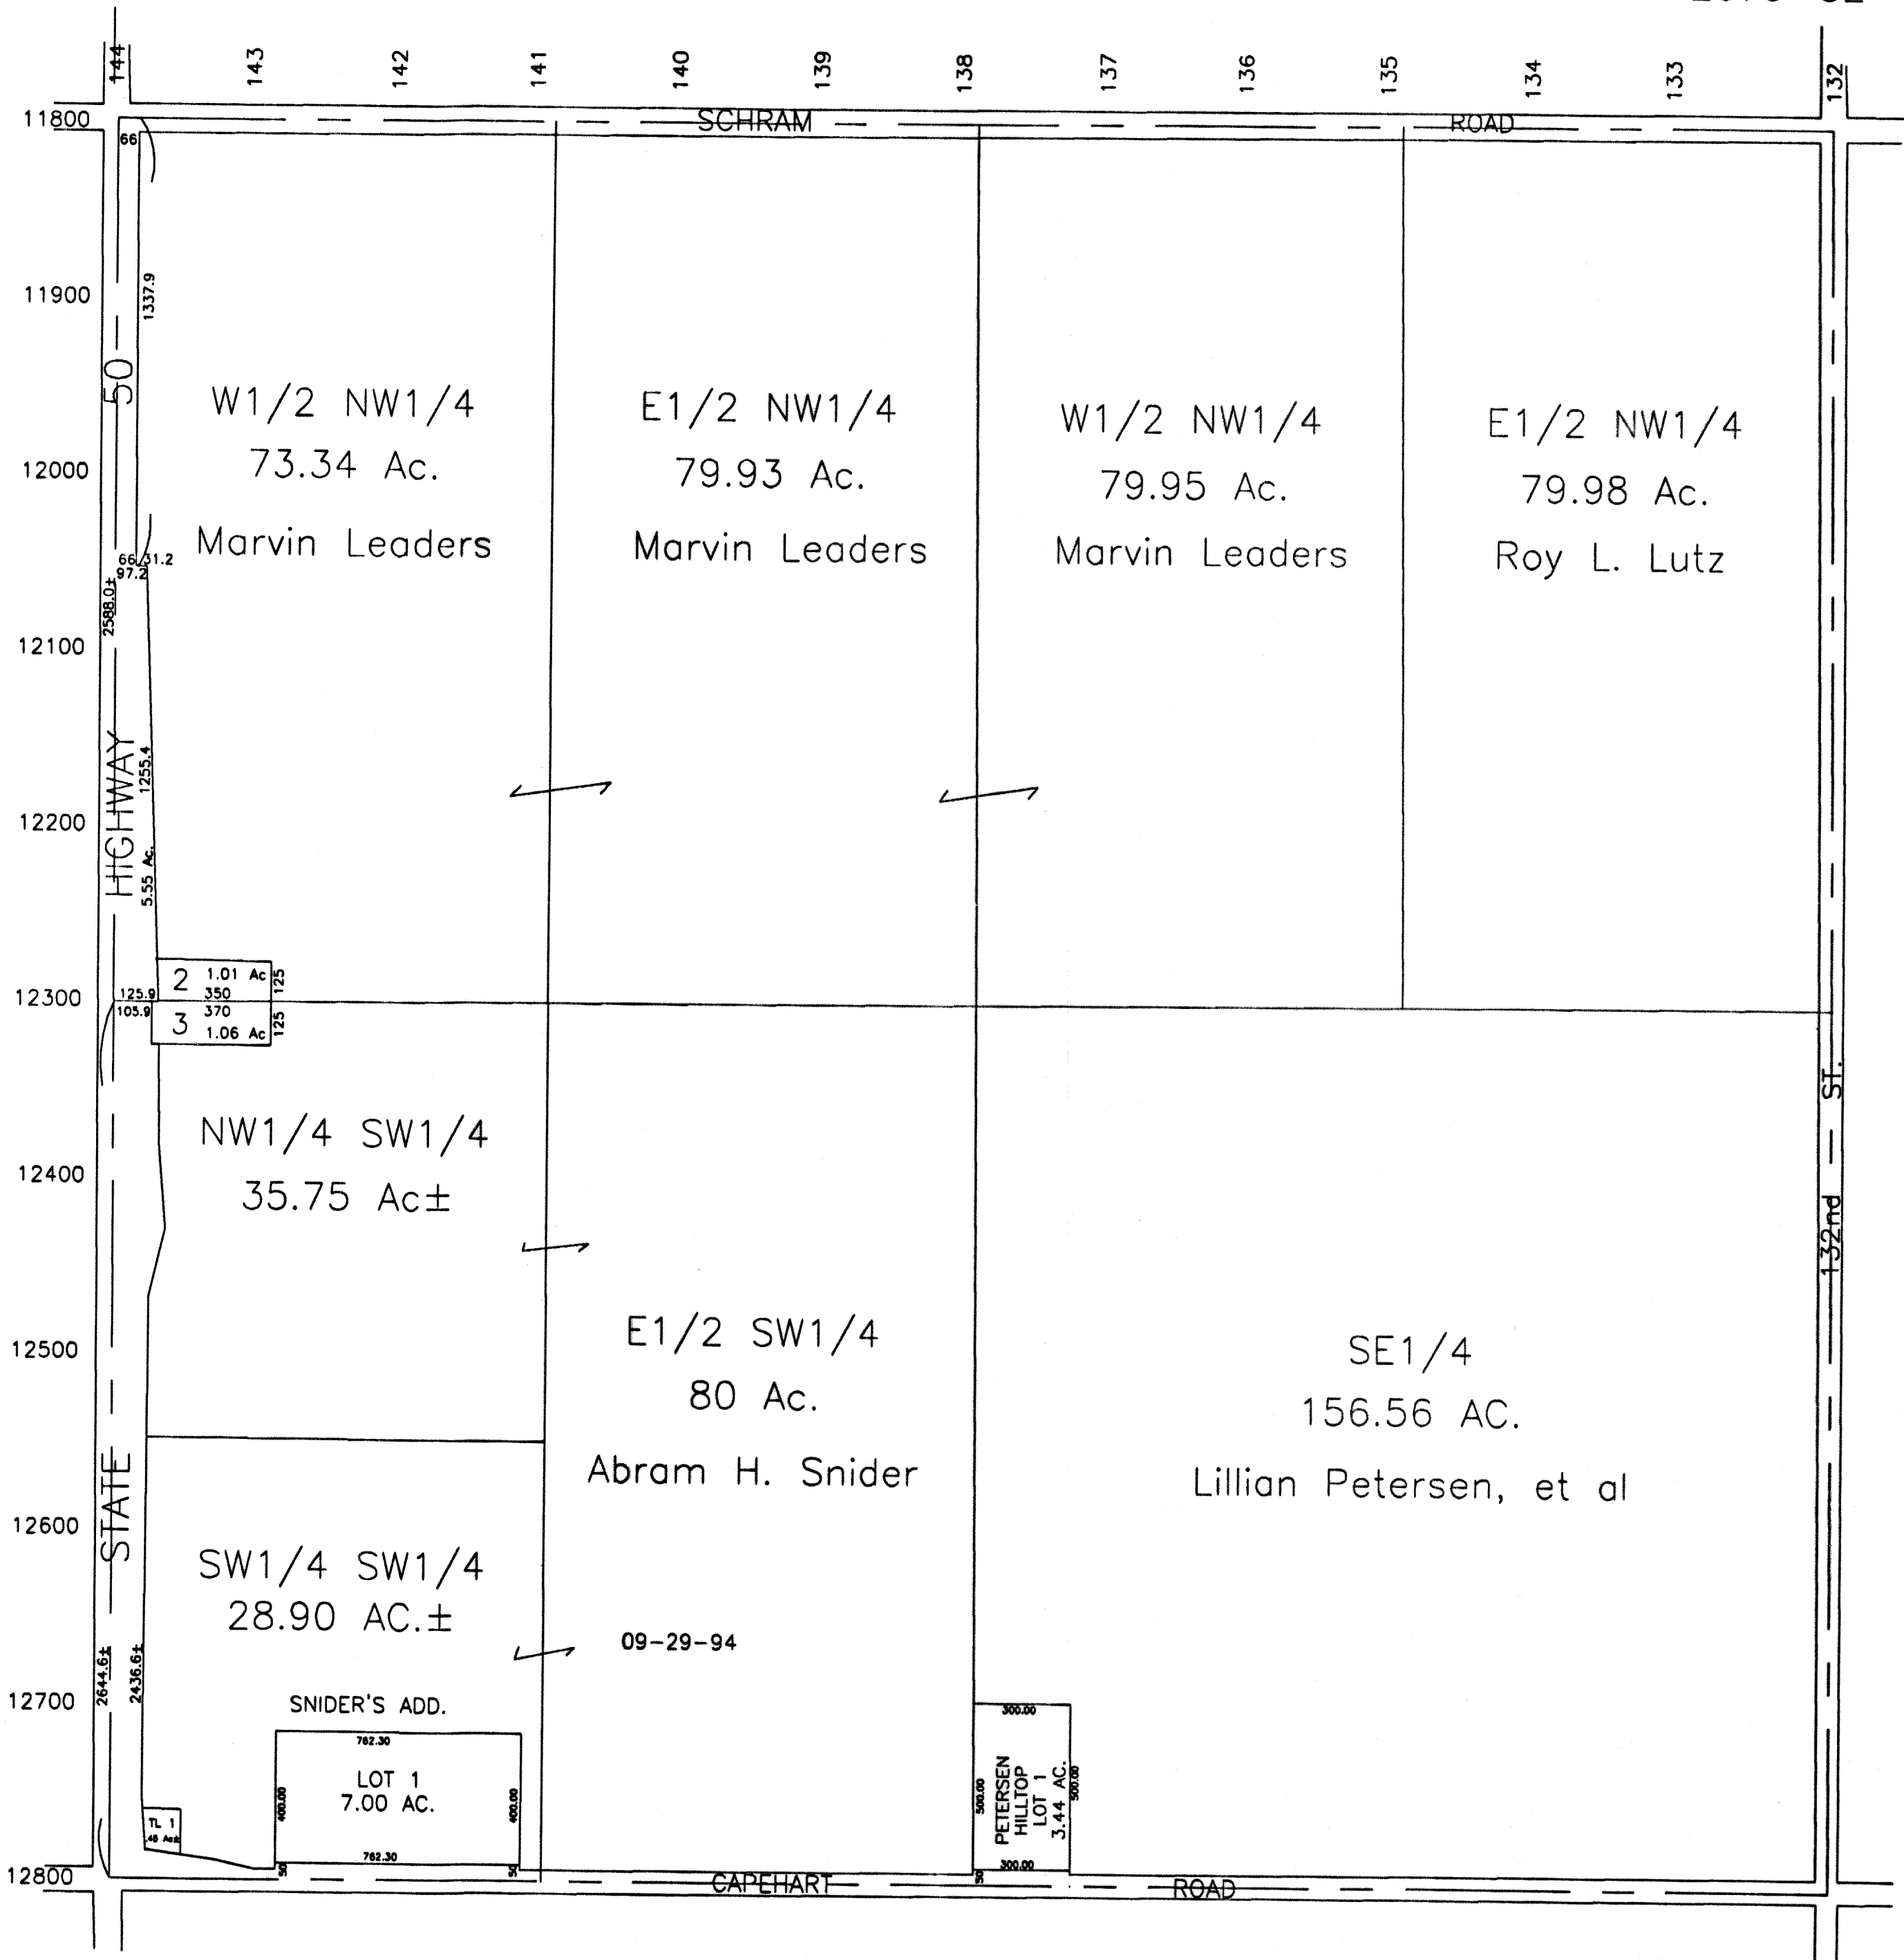 144
143
142
141
140
139
138
137
136
135
134
133
132
11800
SCHRAM ROAD
66
11900
1337.9
50
W1/2 NW1/4
73.34 Ac.
Marvin Leaders
E1/2 NW1/4
79.93 Ac.
Marvin Leaders
W1/2 NW1/4
79.95 Ac.
Marvin Leaders
E1/2 NW1/4
79.98 Ac.
Roy L. Lutz
12000
66 31.2
97.2
2588.0±
12100
HIGHWAY
1255.4
12200
5.55 Ac.
2 1.01 Ac
350
125
12300
125.9
105.9
370
3 1.06 Ac
125
132nd ST.
NW1/4 SW1/4
35.75 Ac±
12400
E1/2 SW1/4
80 Ac.
Abram H. Snider
SE1/4
156.56 AC.
Lillian Petersen, et al
12500
STATE
12600
SW1/4 SW1/4
28.90 AC.±
09-29-94
2644.6±
2436.6±
12700
SNIDER'S ADD.
762.30
LOT 1
7.00 AC.
400.00
400.00
762.30
50
50
TL 1
300.00
PETERSEN
HILLTOP
LOT 1
3.44 AC.
500.00
500.00
300.00
50
12800
CAPEHART ROAD